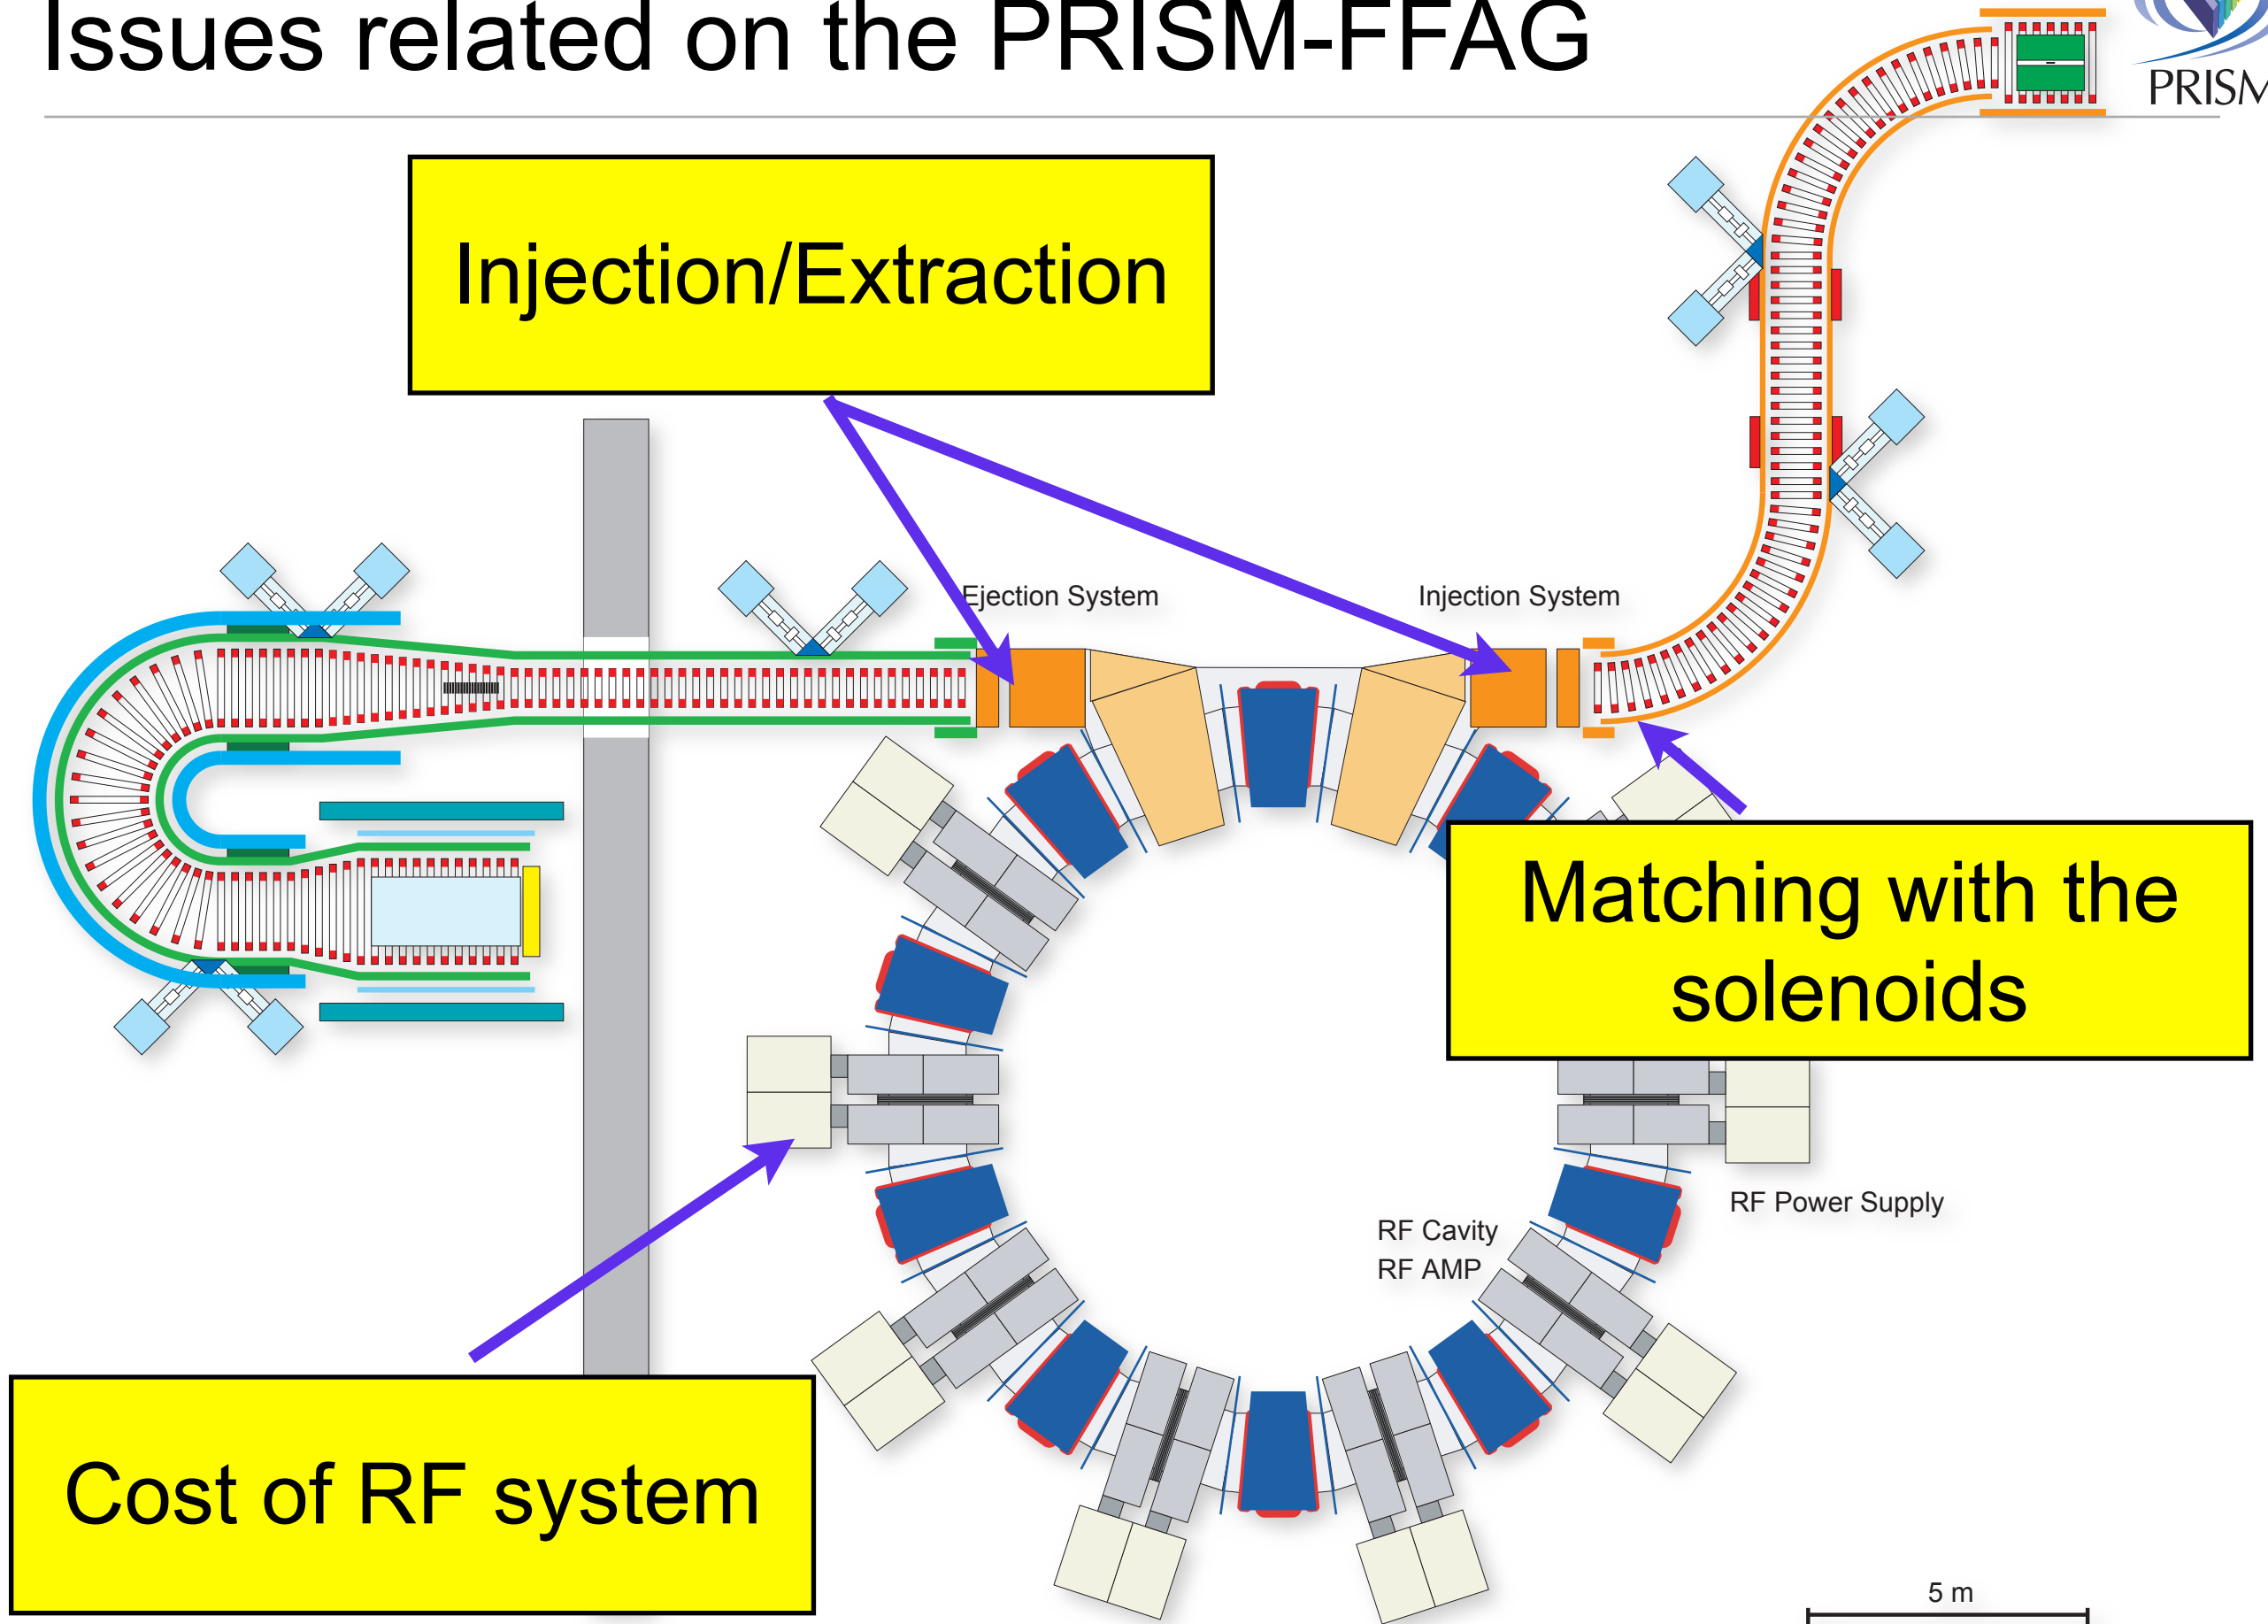 Issues related on the PRISM-FFAG
PRISM
Injection/Extraction
Ejection System
Injection System
Matching with the
solenoids
RF Power Supply
RF Cavity
RF AMP
Cost of RF system
5 m